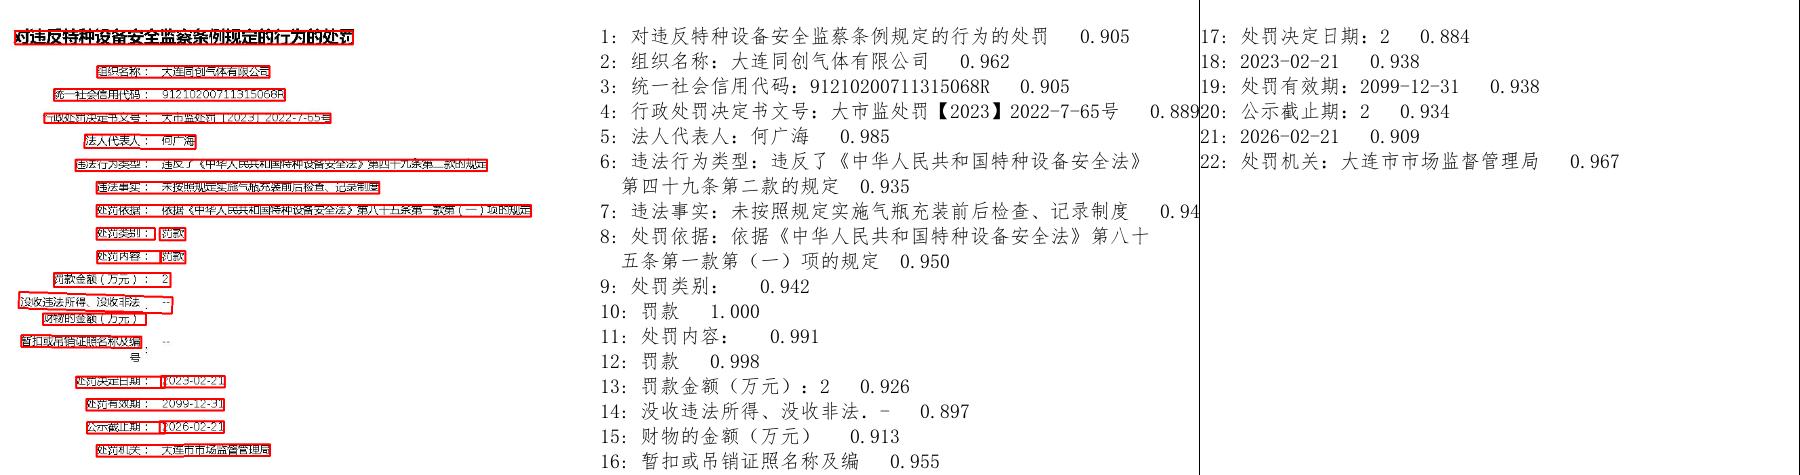 对违反特种设备安全监察条例规定的行为的处罚
组织名称： 大连同创气体有限公司
统一社会信用代码： 91210200711315068R
行政处罚决定书文号： 大市监处罚【2023】2022-7-65号
法人代表人： 何广海
违法行为类型： 违反了《中华人民共和国特种设备安全法》第四十九条第二款的规定
违法事实： 未按照规定实施气瓶充装前后检查、记录制度
处罚依据： 依据《中华人民共和国特种设备安全法》第八十五条第一款第（一）项的规定
处罚类别： 罚款
处罚内容： 罚款
罚款金额（万元）： 2
没收违法所得、没收非法
： --
财物的金额（万元）
暂扣或吊销证照名称及编
： --
号
处罚决定日期： 2023-02-21
处罚有效期： 2099-12-31
公示截止期： 2026-02-21
处罚机关： 大连市市场监督管理局
1: 对违反特种设备安全监察条例规定的行为的处罚 0.905
2: 组织名称：大连同创气体有限公司 0.962
3: 统一社会信用代码：91210200711315068R 0.905
4: 行政处罚决定书文号：大市监处罚【2023】2022-7-65号 0.889
5: 法人代表人：何广海 0.985
6: 违法行为类型：违反了《中华人民共和国特种设备安全法》
第四十九条第二款的规定 0.935
7: 违法事实：未按照规定实施气瓶充装前后检查、记录制度 0.94
8: 处罚依据：依据《中华人民共和国特种设备安全法》第八十
五条第一款第（一）项的规定 0.950
9: 处罚类别： 0.942
10: 罚款 1.000
11: 处罚内容： 0.991
12: 罚款 0.998
13: 罚款金额（万元）：2 0.926
14: 没收违法所得、没收非法．- 0.897
15: 财物的金额（万元） 0.913
16: 暂扣或吊销证照名称及编 0.955
17: 处罚决定日期：2 0.884
18: 2023-02-21 0.938
19: 处罚有效期：2099-12-31 0.938
20: 公示截止期：2 0.934
21: 2026-02-21 0.909
22: 处罚机关：大连市市场监督管理局 0.967